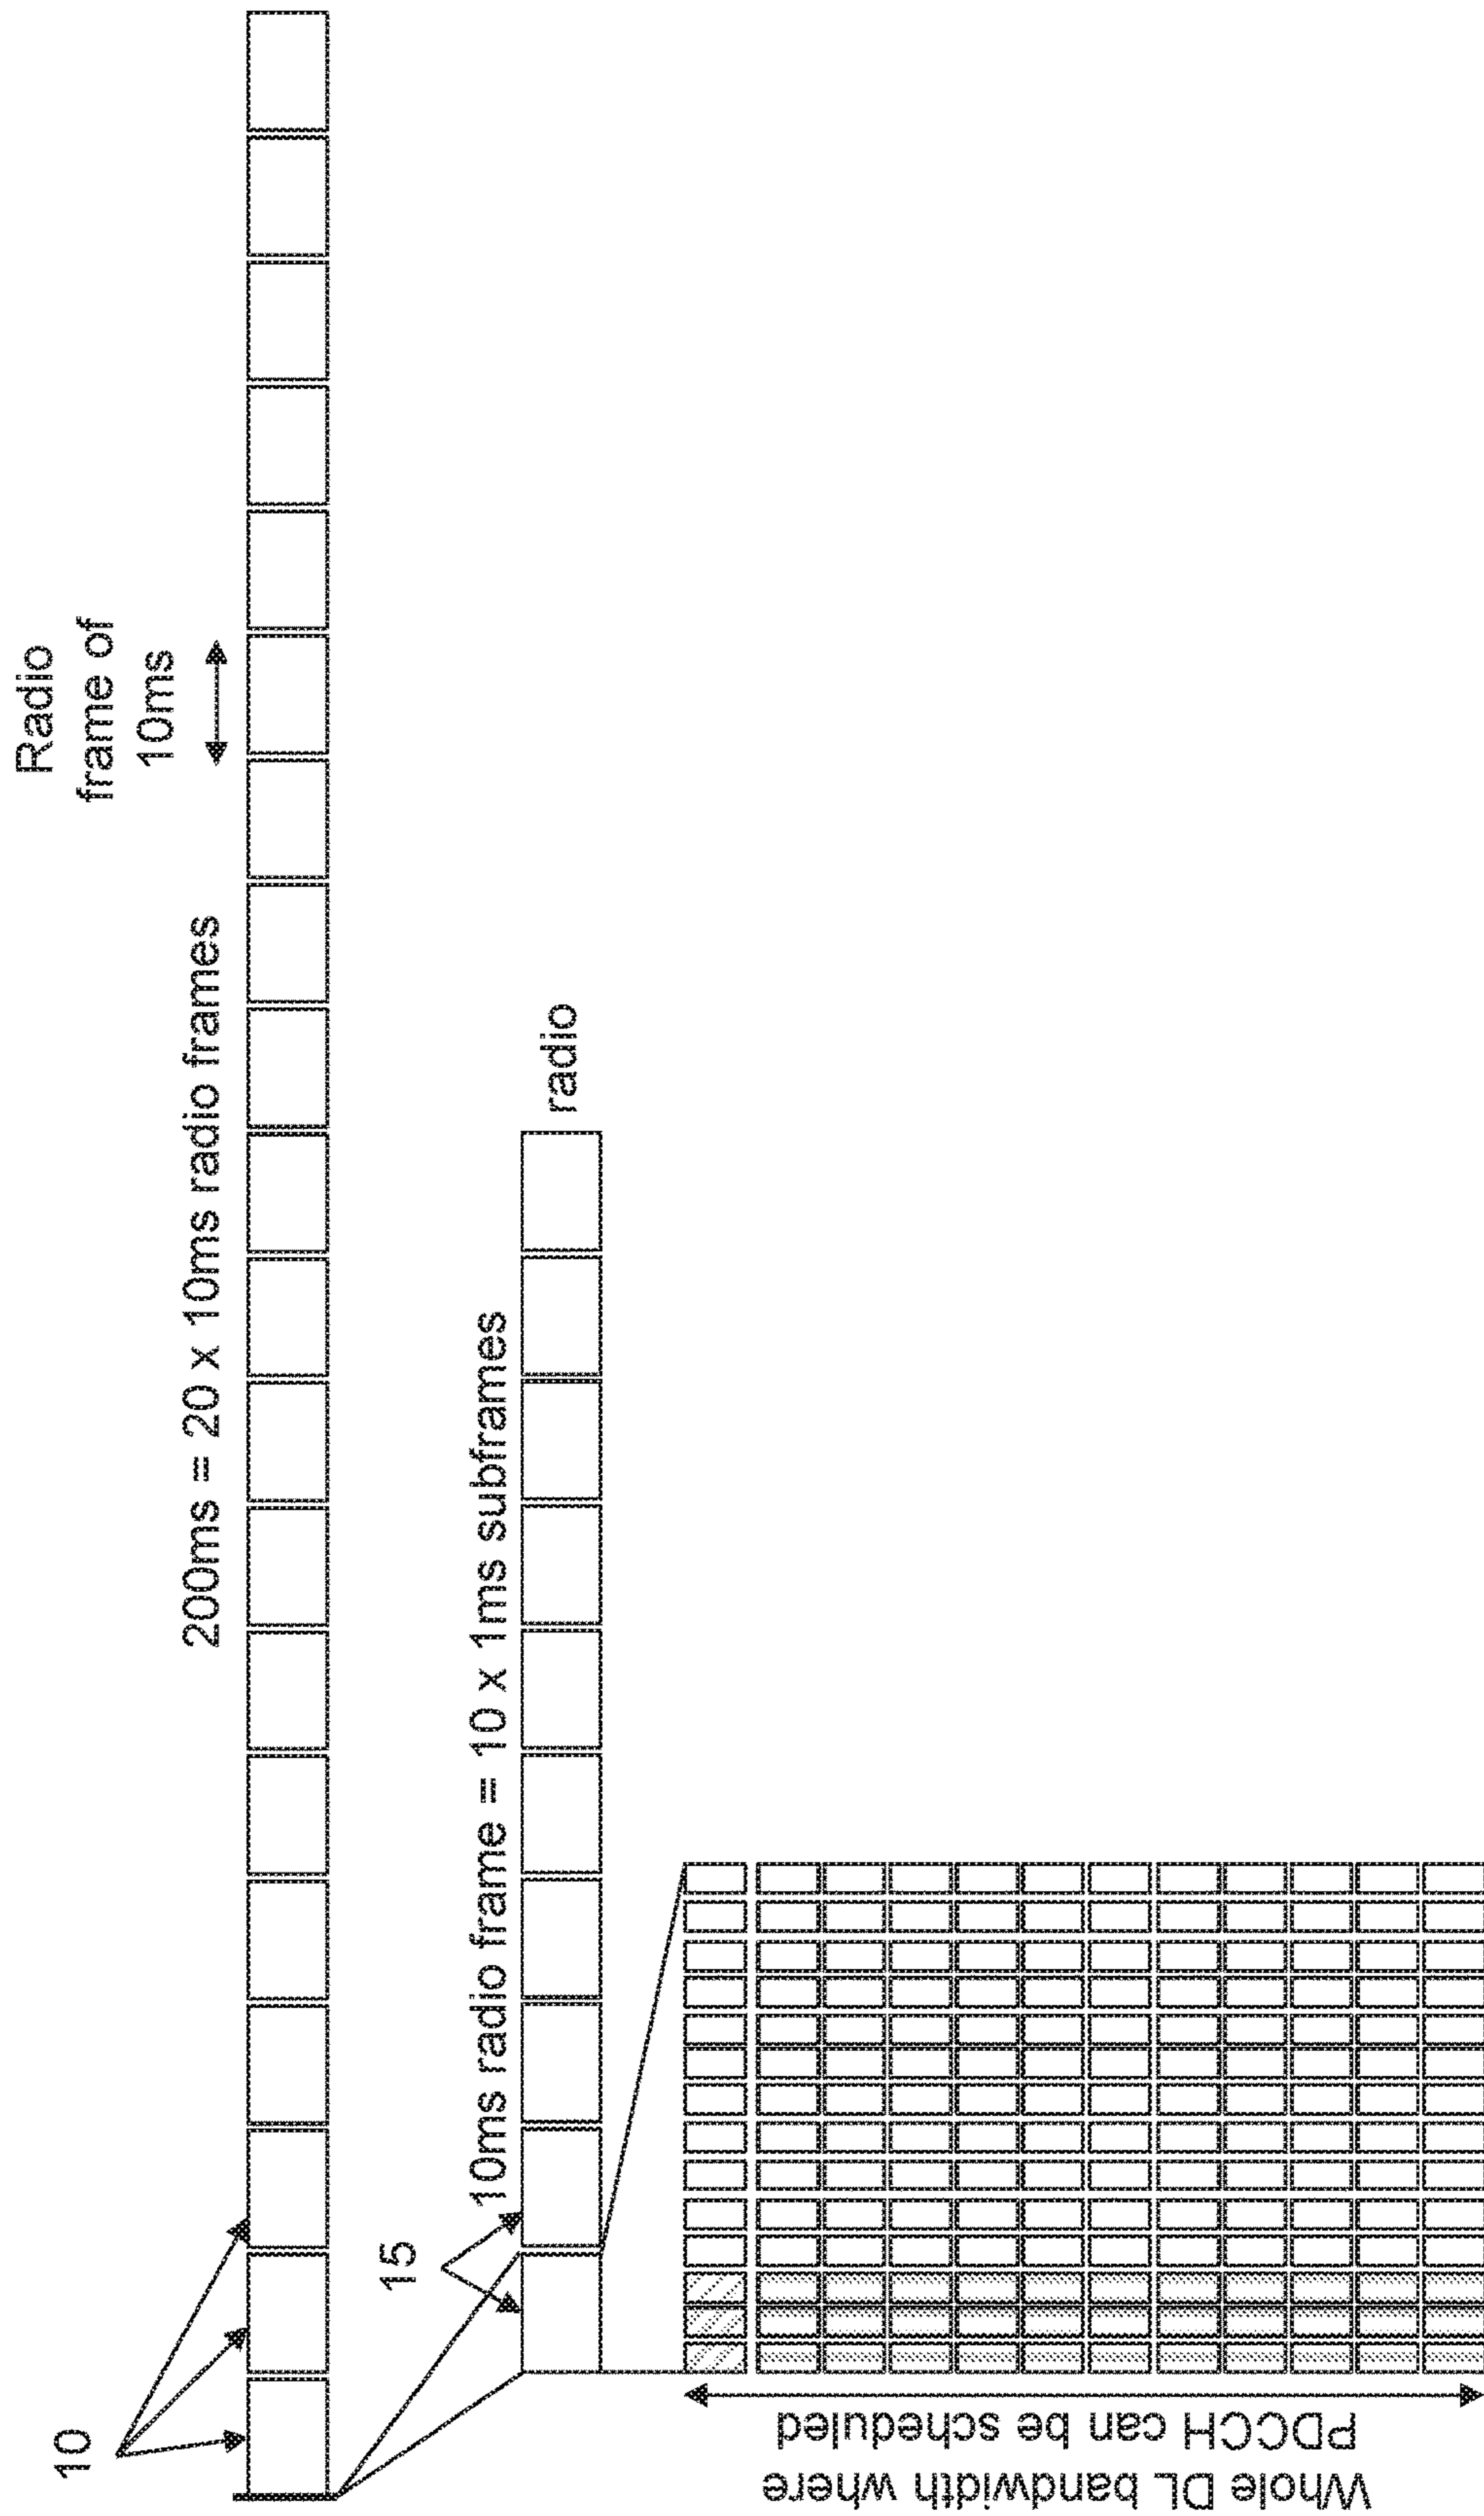 Radio
frame of
10ms
10
200ms = 20 x 10ms radio frames
15
10ms radio frame = 10 x 1ms subframes
radio
Whole DL bandwidth where
PDCCH can be scheduled